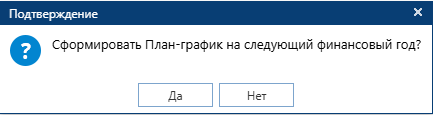 Подтверждение
Сформировать План-график на следующий финансовый год?
Да Нет